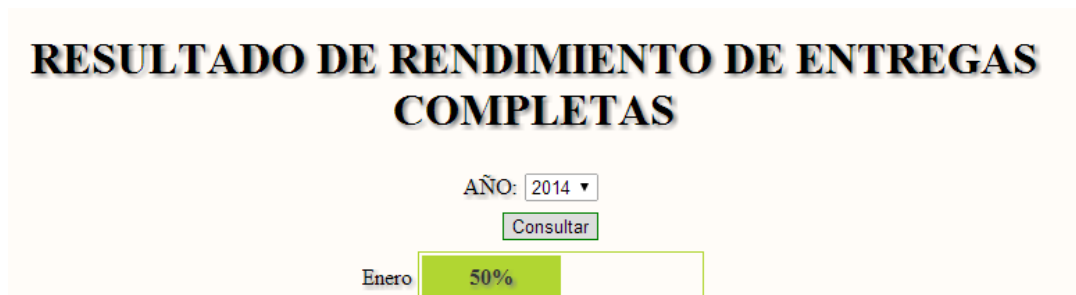 RESULTADO DE RENDIMIENTO DE ENTREGAS
COMPLETAS
AÑO: 2014
Consultar
Enero 50%